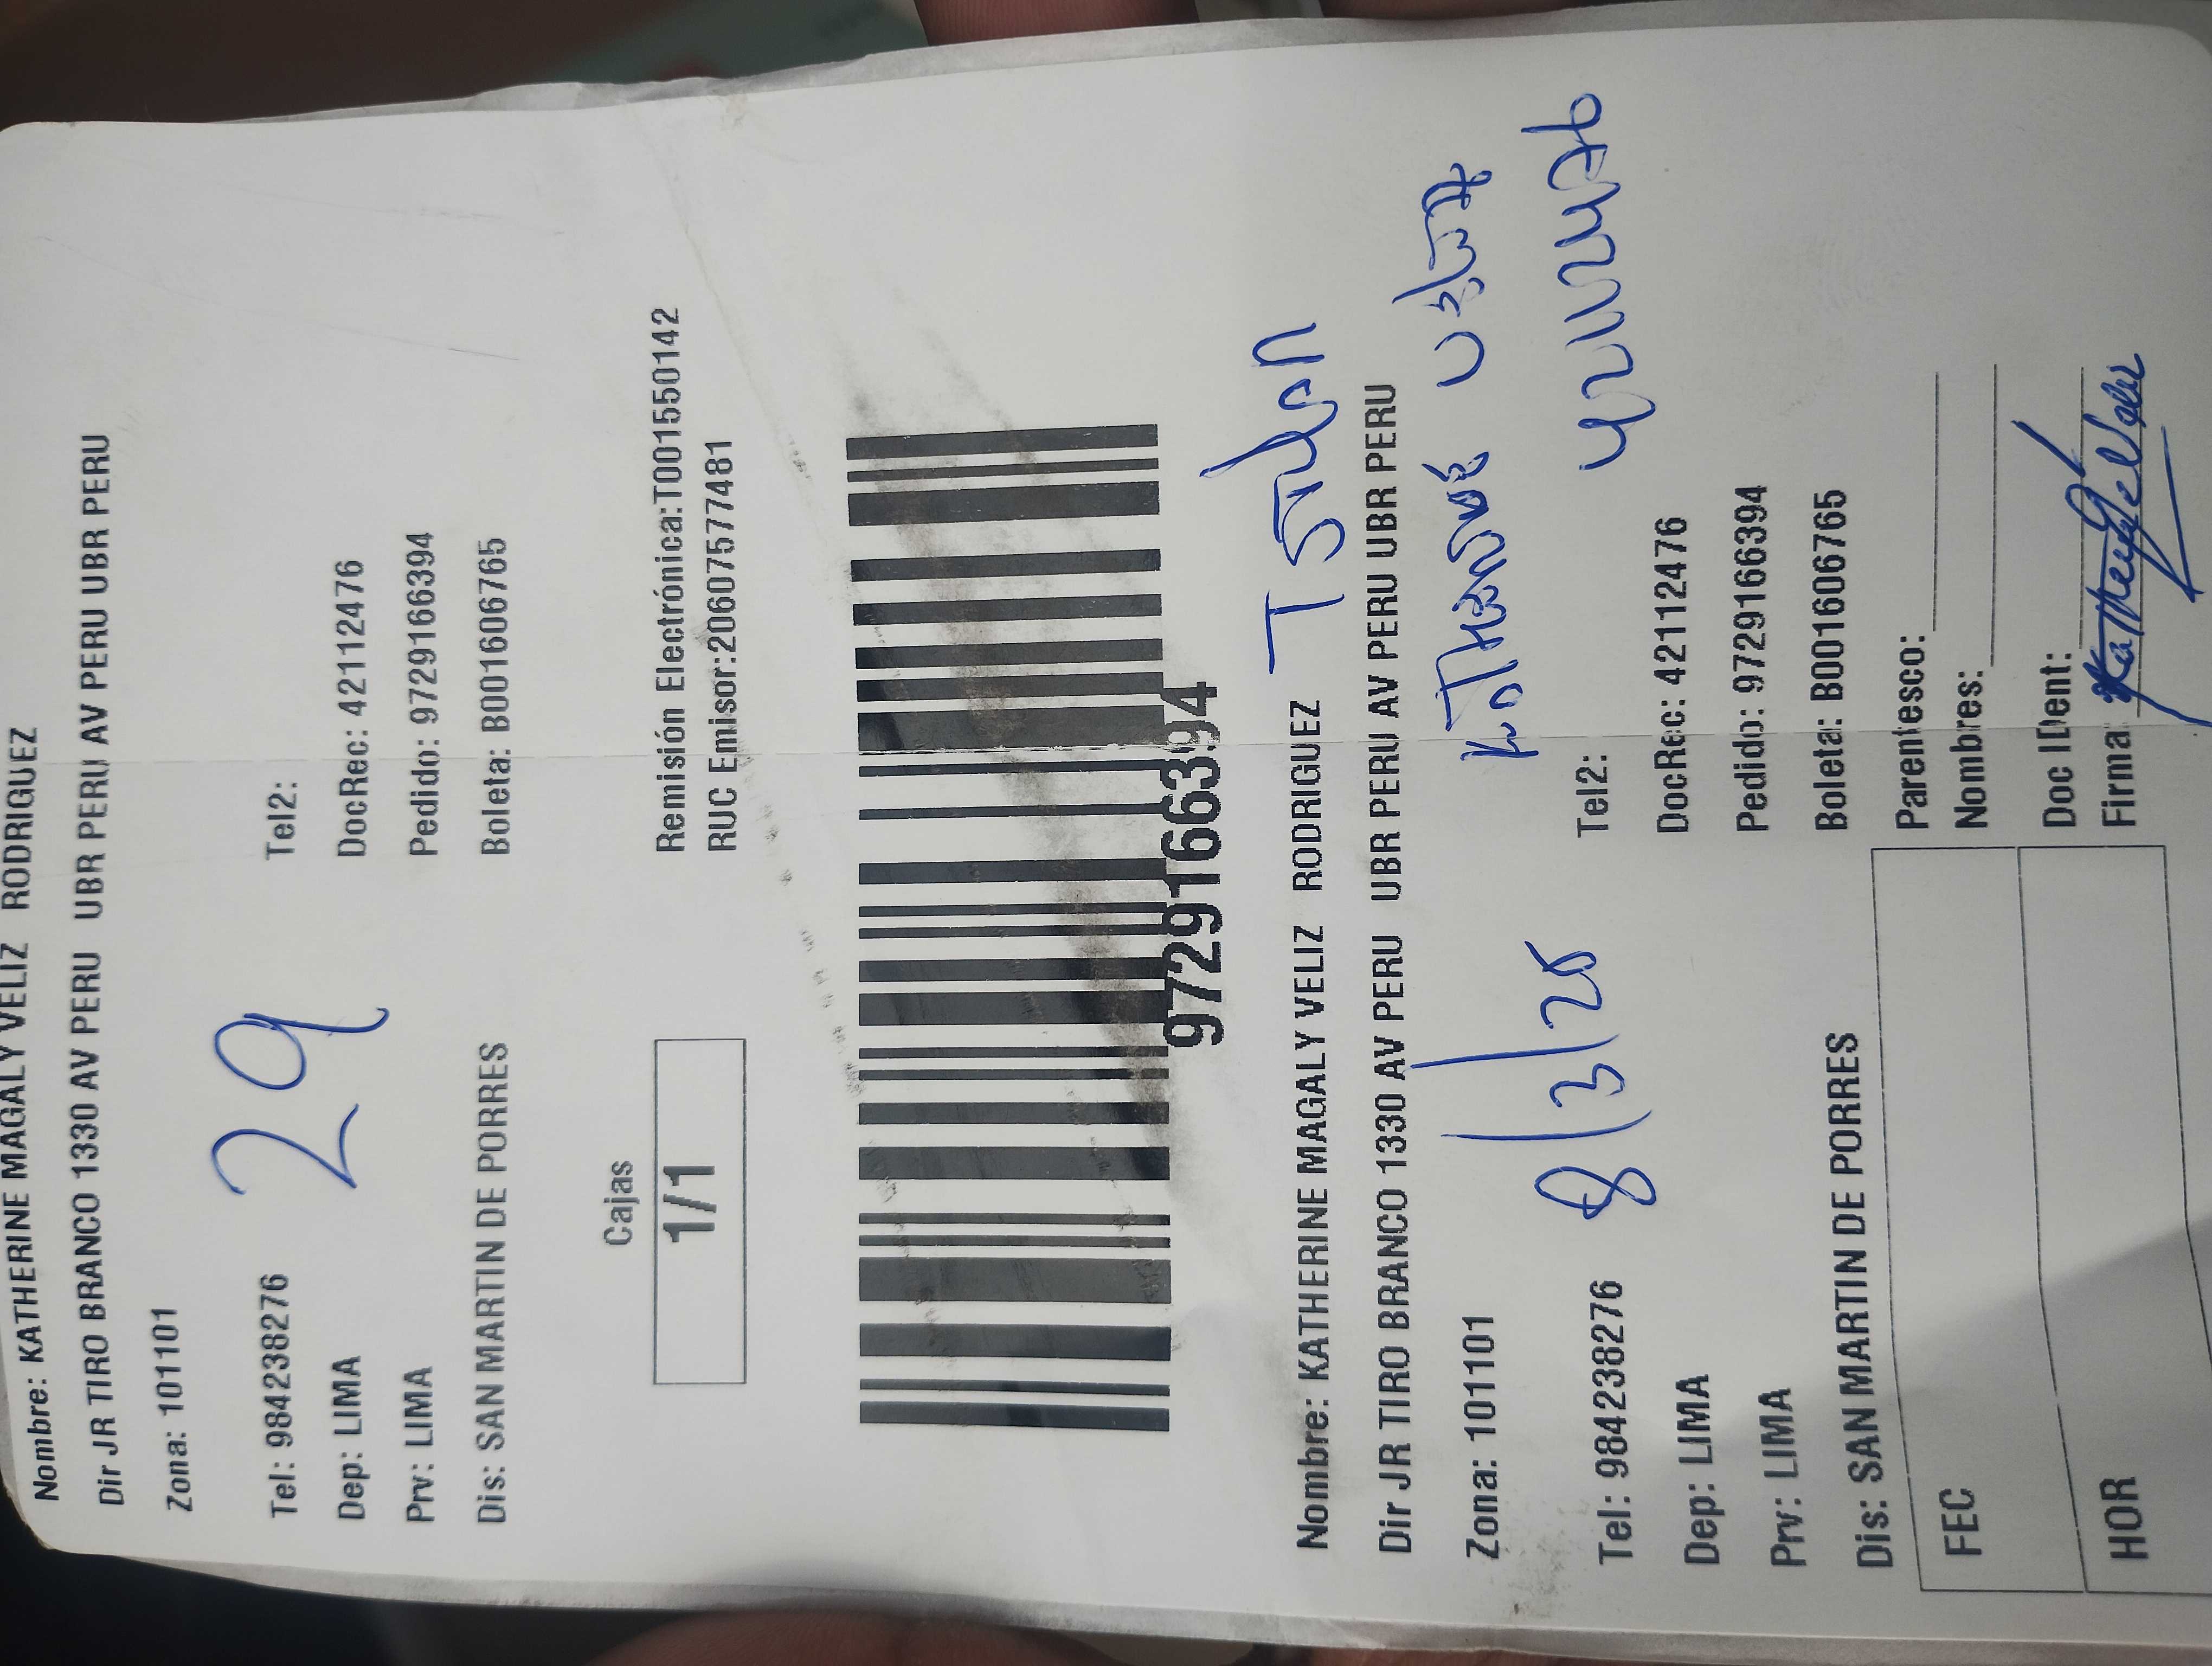 Nombre: KATHERINE MAGALY VELIZ RODRIGUEZ
Dir JR TIRO BRANCO 1330 AV PERU UBR PERU AV PERU UBR PERU
Zona: 101101
29
Tel: 984238276 Tel2:
Dep: LIMA DocRec: 42112476
Prv: LIMA Pedido: 9729166394
Dis: SAN MARTIN DE PORRES Boleta: B001606765
Cajas
1/1
Remisión Electrónica:T001550142
RUC Emisor:20607577481
9729166394
Nombre: KATHERINE MAGALY VELIZ RODRIGUEZ
Dir JR TIRO BRANCO 1330 AV PERU UBR PERU AV PERU UBR PERU
Zona: 101101
8/3/25
42112476
Tel: 984238276 Tel2:
Dep: LIMA DocRec: 42112476
Prv: LIMA Pedido: 9729166394
Dis: SAN MARTIN DE PORRES Boleta: B001606765
FEC
HOR
Parentesco:
Nombres:
Doc IDent:
Firma: